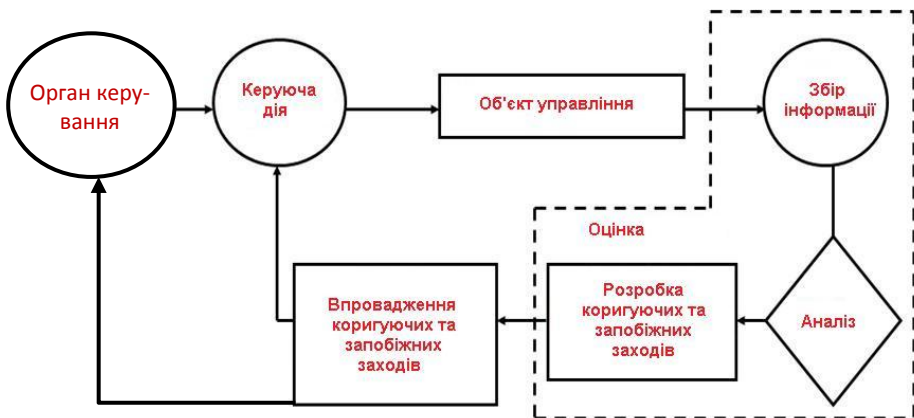 Орган керу-
вання
Керуюча
дія
Об'єкт управління
Збір
інформації
Оцінка
Впровадження
коригуючих та
запобіжних
заходів
Розробка
коригуючих та
запобіжних
заходів
Аналіз